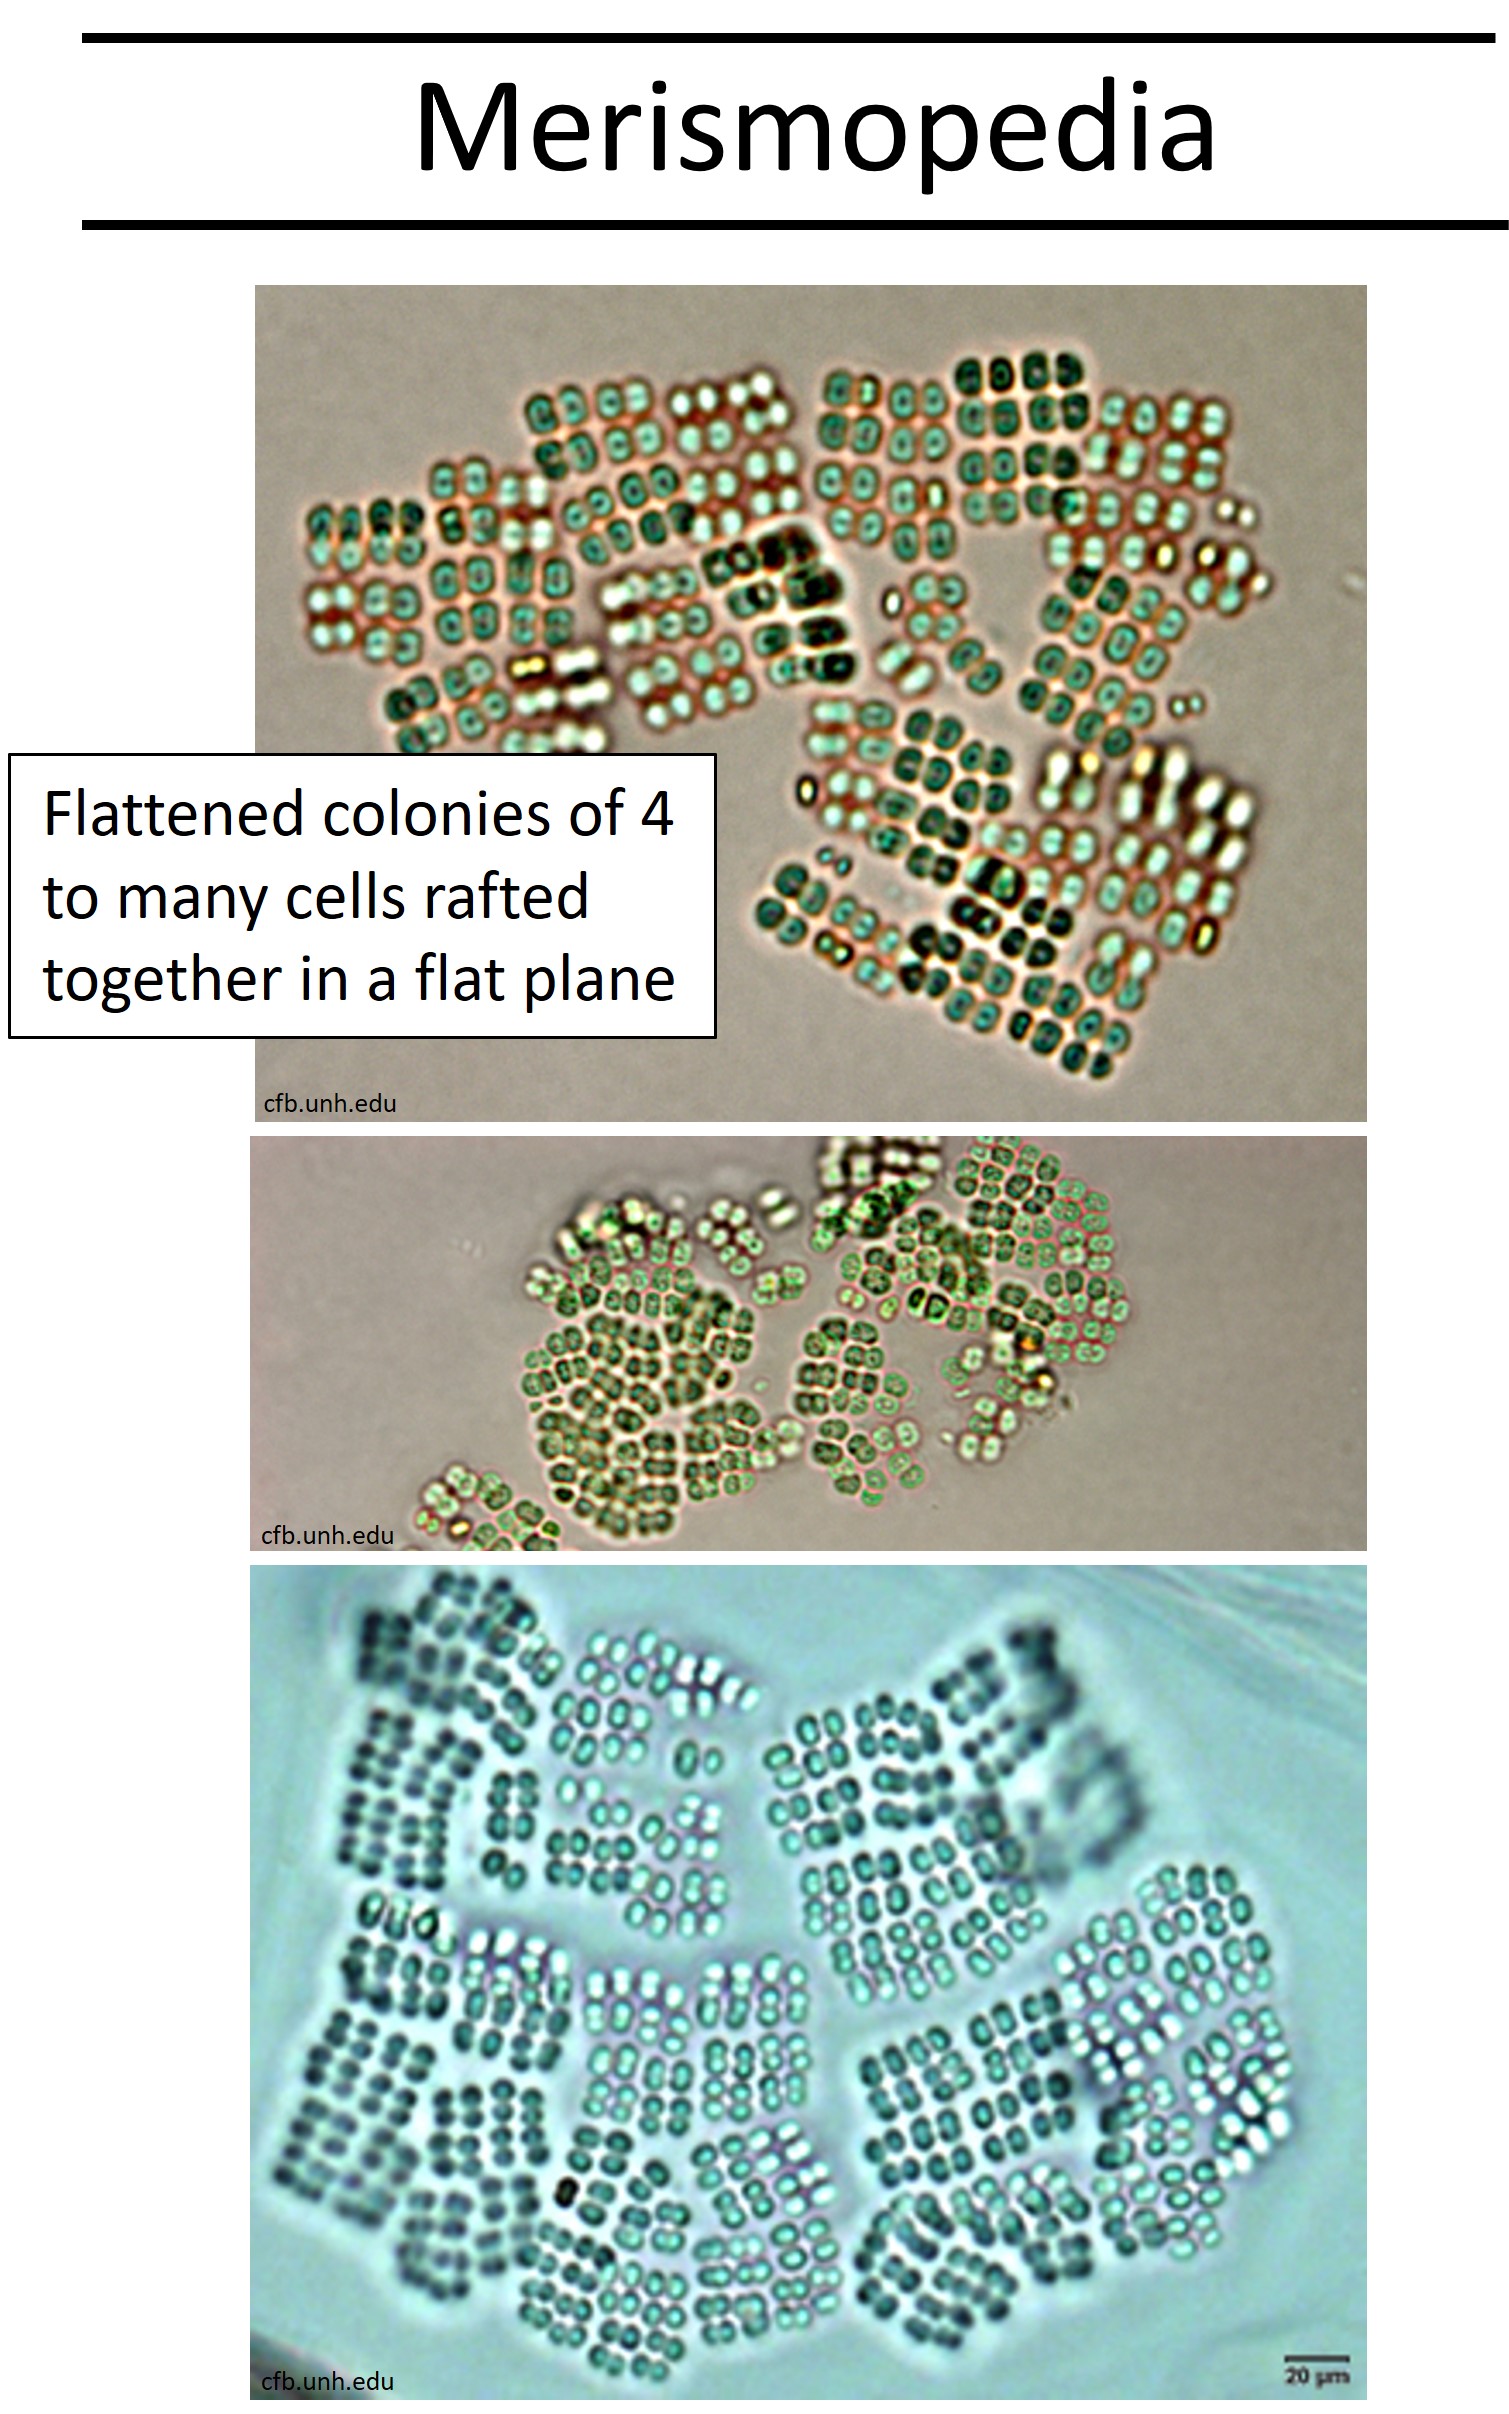 Merismopedia
Flattened colonies of 4
to many cells rafted
together in a flat plane
cfb.unh.edu
cfb.unh.edu
cfb.unh.edu
20 µm